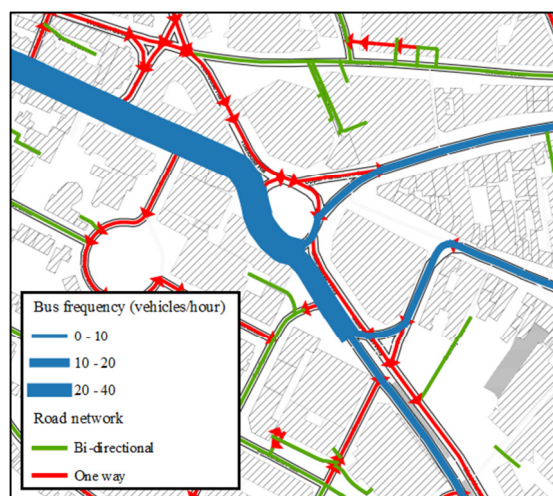 Bus frequency (vehicles/hour)
0 - 10
10 - 20
20 - 40
Road network
Bi-directional
One way